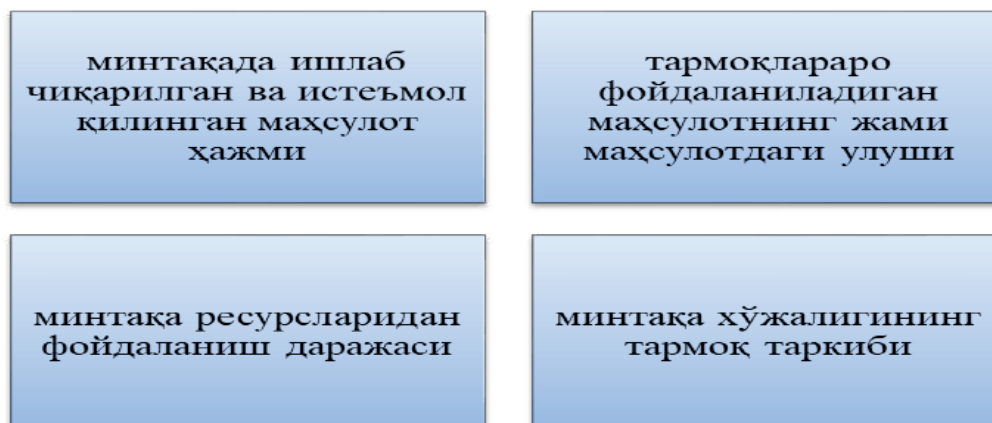 минтақада ишлаб
чиқарилган ва истеъмол
қилинган маҳсулот
ҳажми
тармоқлараро
фойдаланиладиган
маҳсулотнинг жами
маҳсулотдаги улуши
минтақа ресурсларидан
фойдаланиш даражаси
минтақа хўжалигининг
тармоқ таркиби